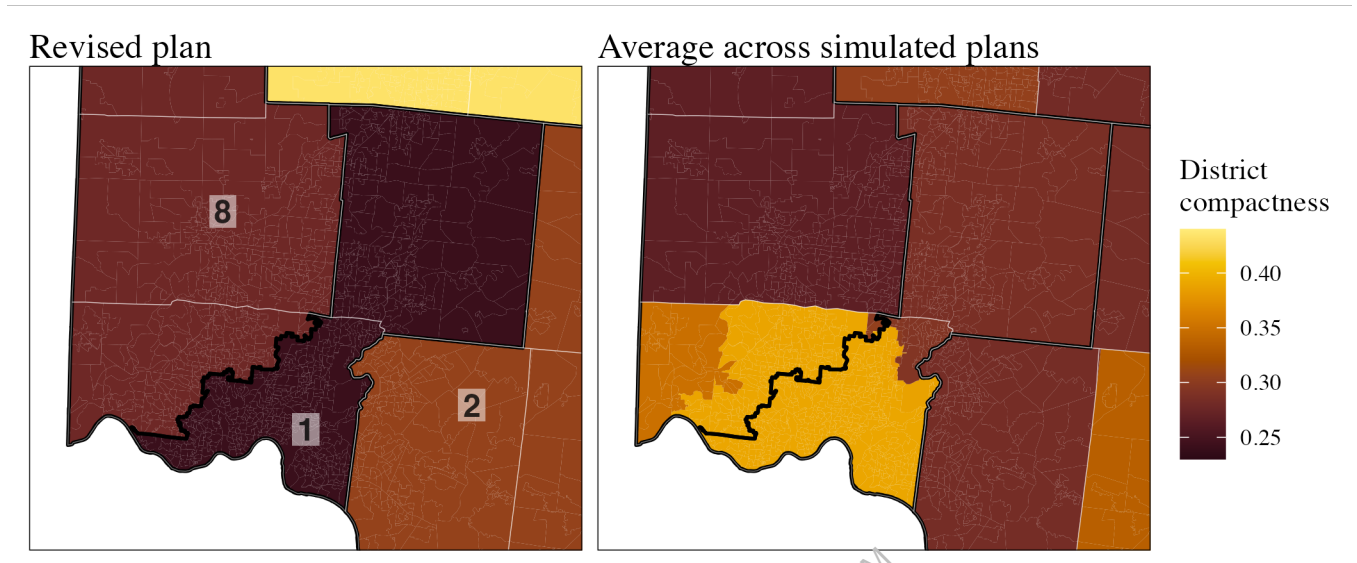 Revised plan
Average across simulated plans
8
1
2
District
compactness
0.40
0.35
0.30
0.25